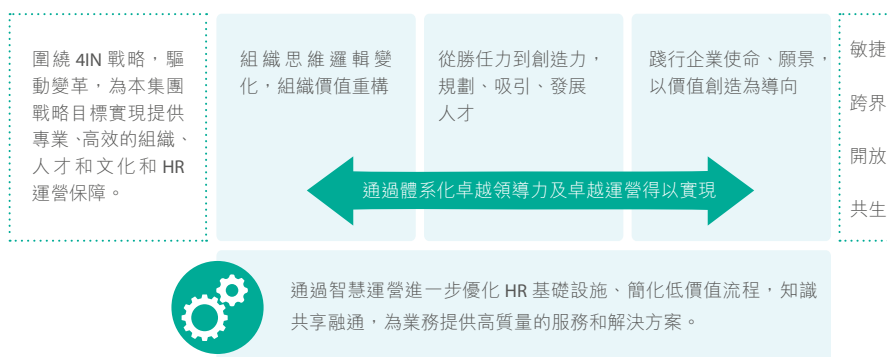 圍繞 4IN 戰略，驅
動變革，為本集團
戰略目標實現提供
專業、高效的組織、
人才和文化和 HR
運營保障。
組織思維邏輯變
化，組織價值重構
從勝任力到創造力，
規劃、吸引、發展
人才
踐行企業使命、願景，
以價值創造為導向
通過體系化卓越領導力及卓越運營得以實現
敏捷
跨界
開放
共生
通過智慧運營進一步優化 HR 基礎設施、簡化低價值流程，知識
共享融通，為業務提供高質量的服務和解決方案。